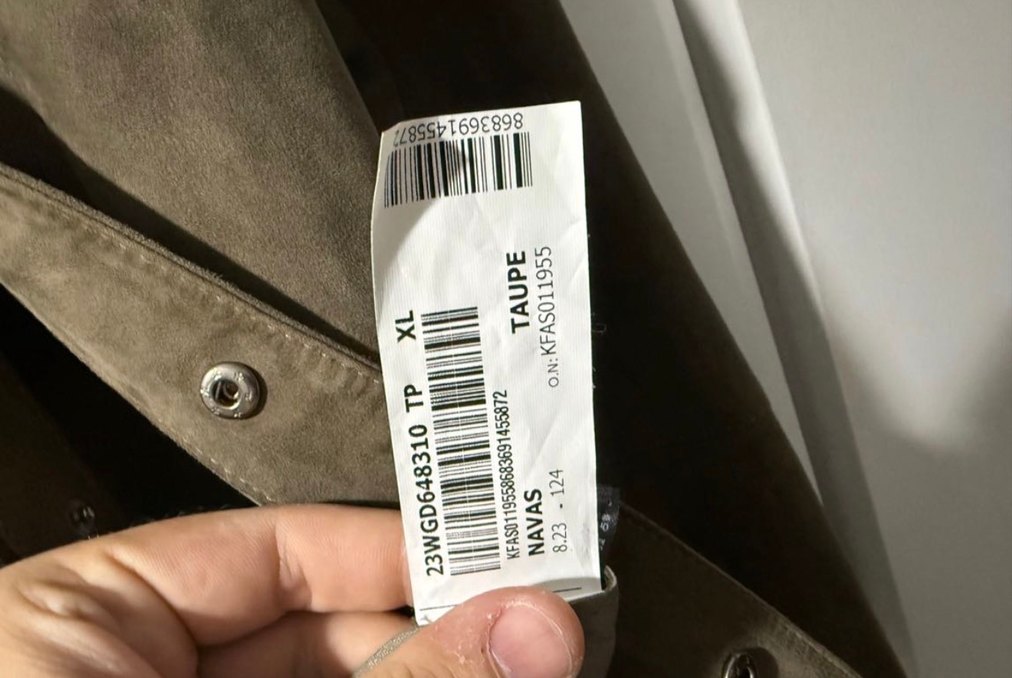 8683691455872
23WGD648310 TP XL
KFAS0119558683691455872
NAVAS TAUPE
8.23 - 124 O.N:KFAS011955